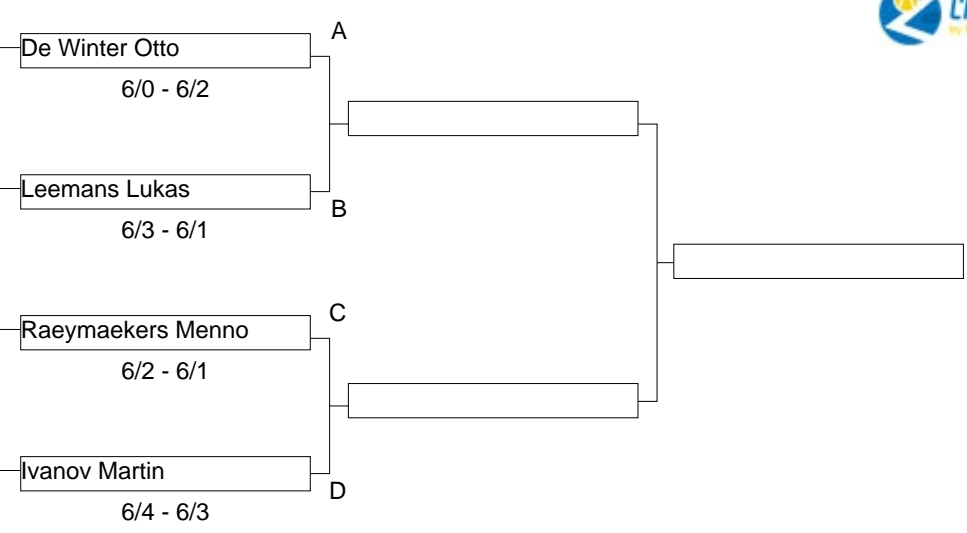 A
De Winter Otto
6/0 - 6/2
Leemans Lukas
B
6/3 - 6/1
C
Raeymaekers Menno
6/2 - 6/1
Ivanov Martin
D
6/4 - 6/3